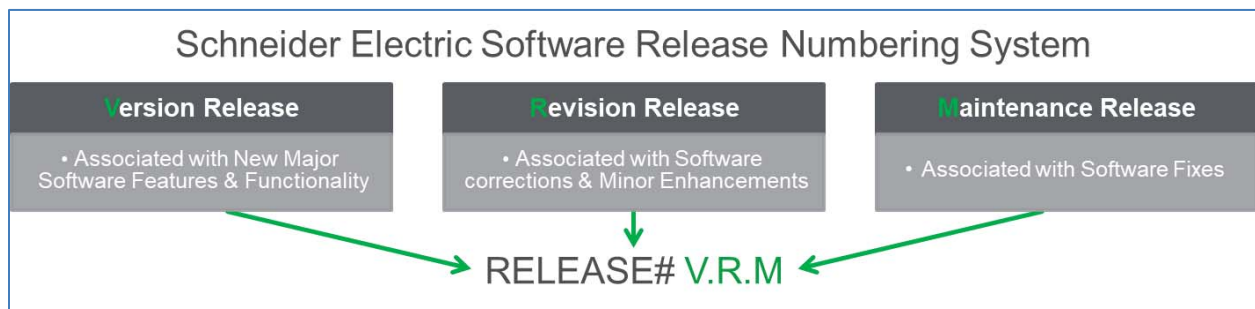 Schneider Electric Software Release Numbering System
Version Release
• Associated with New Major
Software Features & Functionality
Revision Release
• Associated with Software
corrections & Minor Enhancements
Maintenance Release
• Associated with Software Fixes
RELEASE# V.R.M